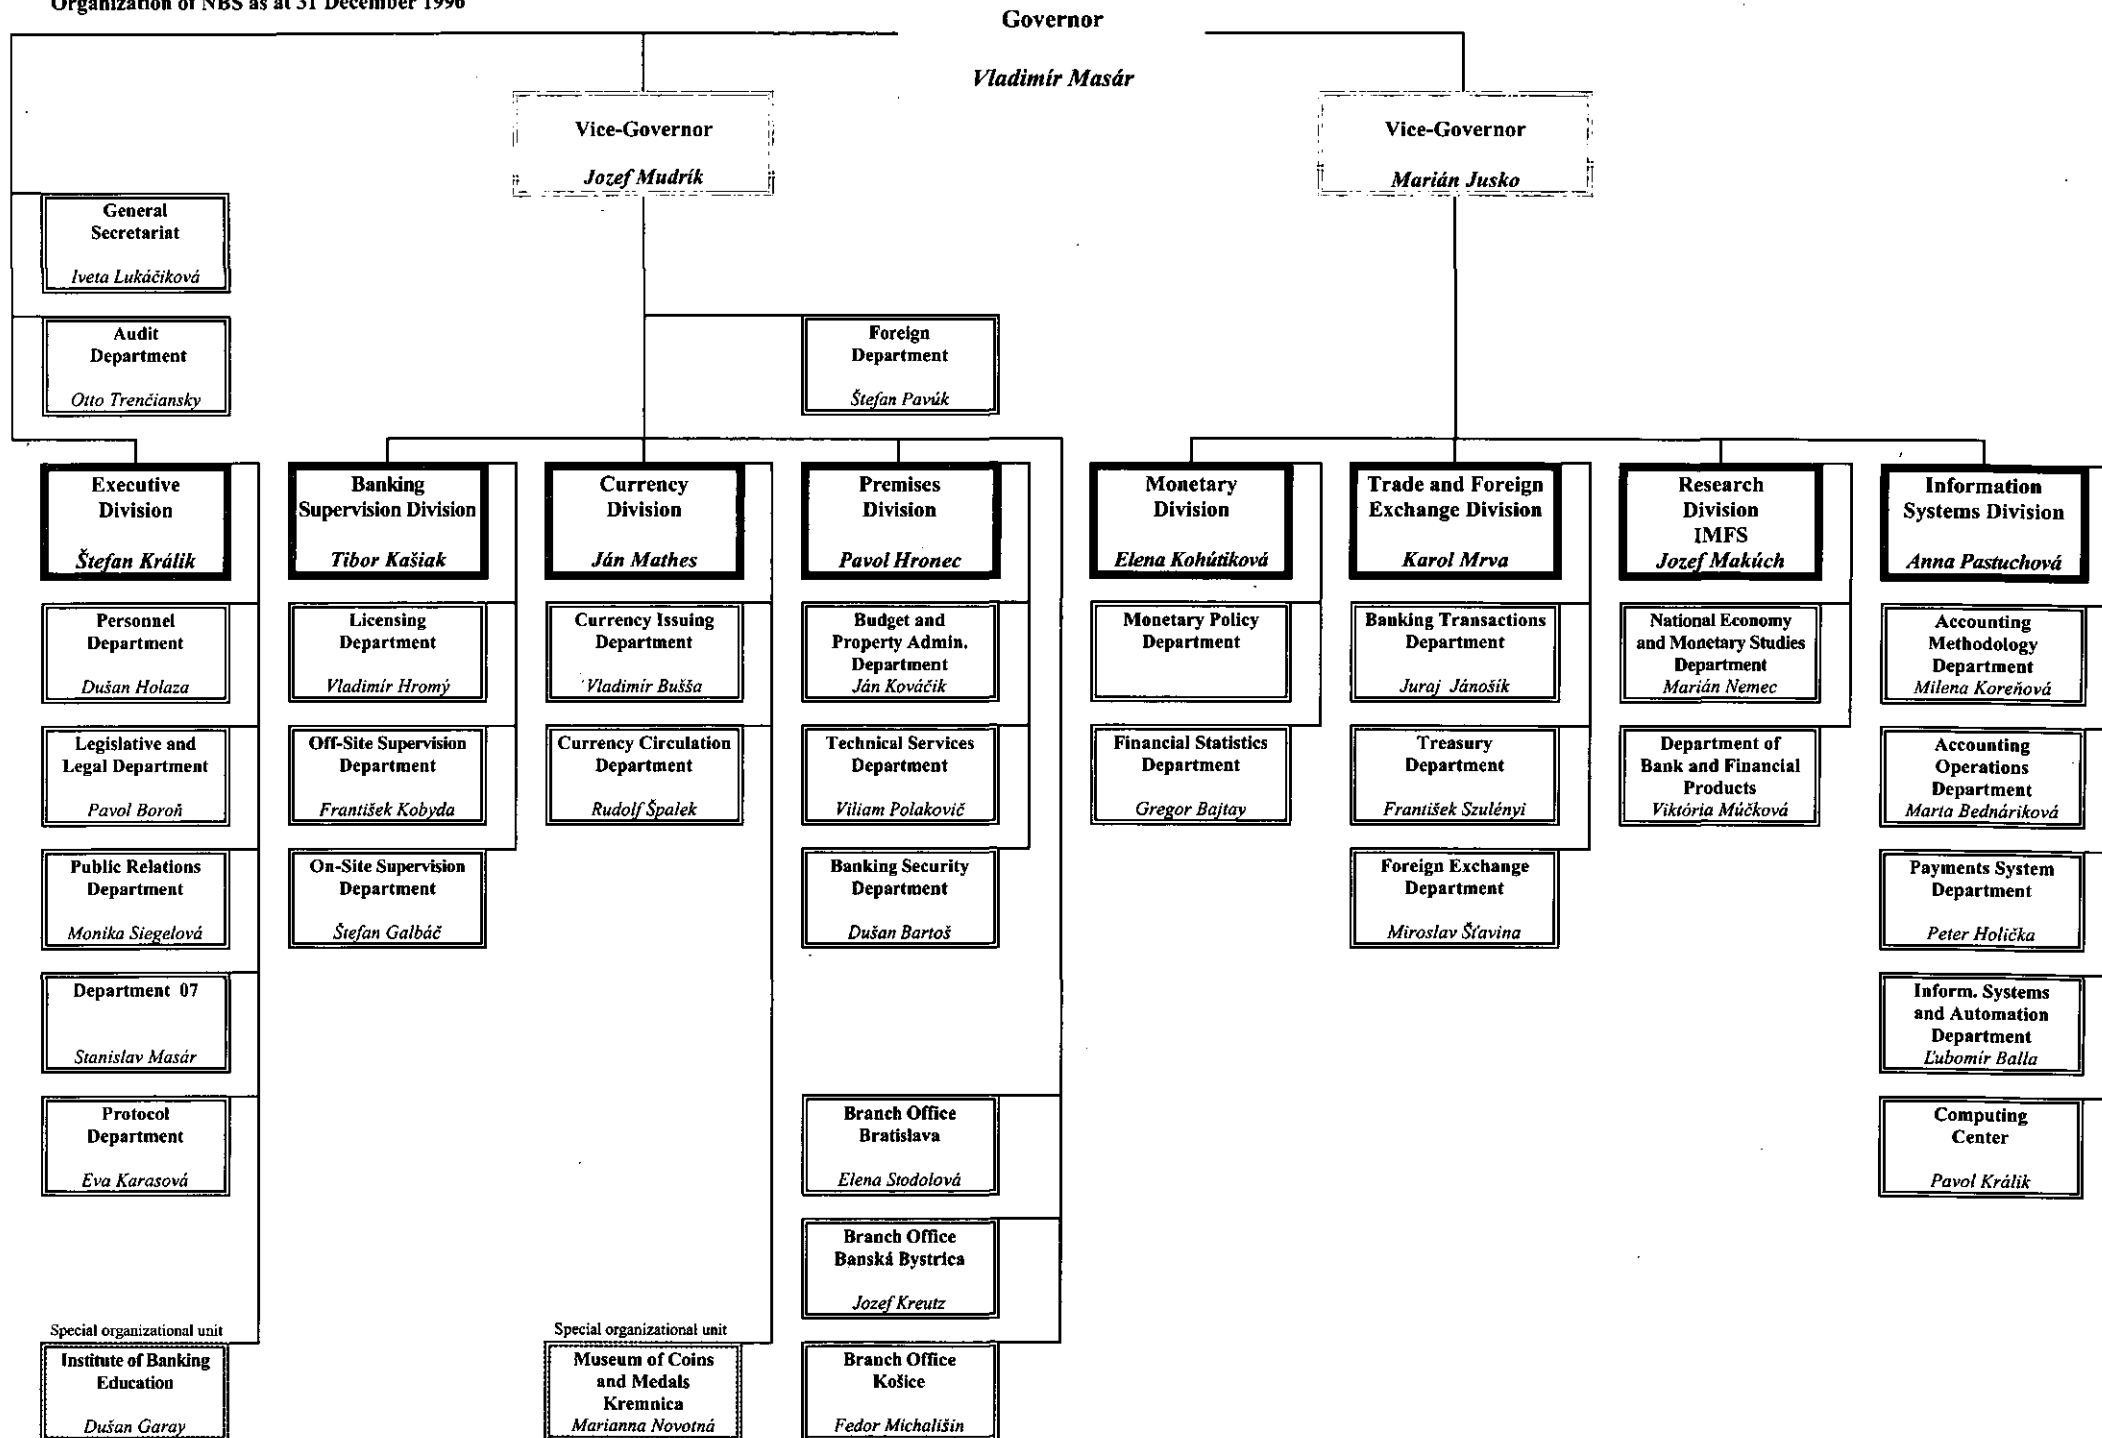 Organization of NBS as at 31 December 1996
Governor
Vladimír Masár
Vice-Governor
Jozef Mudrík
Vice-Governor
Marián Jusko
General
Secretariat
Iveta Lukáčiková
Audit
Department
Otto Trenčiansky
Foreign
Department
Štefan Pavúk
Executive
Division
Štefan Králik
Personnel
Department
Dušan Holaza
Legislative and
Legal Department
Pavol Boroň
Public Relations
Department
Monika Siegelová
Department 07
Stanislav Masár
Protocol
Department
Eva Karasová
Special organizational unit
Institute of Banking
Education
Dušan Garay
Banking
Supervision Division
Tibor Kašiak
Licensing
Department
Vladimír Hromý
Off-Site Supervision
Department
František Kobyda
On-Site Supervision
Department
Štefan Galbáč
Currency
Division
Ján Mathes
Currency Issuing
Department
Vladimír Bušša
Currency Circulation
Department
Rudolf Špalek
Special organizational unit
Museum of Coins
and Medals
Kremnica
Marianna Novotná
Premises
Division
Pavol Hronec
Budget and
Property Admin.
Department
Ján Kováčik
Technical Services
Department
Viliam Polakovič
Banking Security
Department
Dušan Bartoš
Branch Office
Bratislava
Elena Stodolová
Branch Office
Banská Bystrica
Jozef Kreutz
Branch Office
Košice
Fedor Michališin
Monetary
Division
Elena Kohútiková
Monetary Policy
Department
Financial Statistics
Department
Gregor Bajtay
Trade and Foreign
Exchange Division
Karol Mrva
Banking Transactions
Department
Juraj Jánošík
Treasury
Department
František Szulényi
Foreign Exchange
Department
Miroslav Šťavina
Research
Division
IMFS
Jozef Makúch
National Economy
and Monetary Studies
Department
Marián Nemec
Department of
Bank and Financial
Products
Viktória Múčková
Information
Systems Division
Anna Pastuchová
Accounting
Methodology
Department
Milena Koreňová
Accounting
Operations
Department
Marta Bednáriková
Payments System
Department
Peter Holička
Inform. Systems
and Automation
Department
Ľubomír Balla
Computing
Center
Pavol Králik